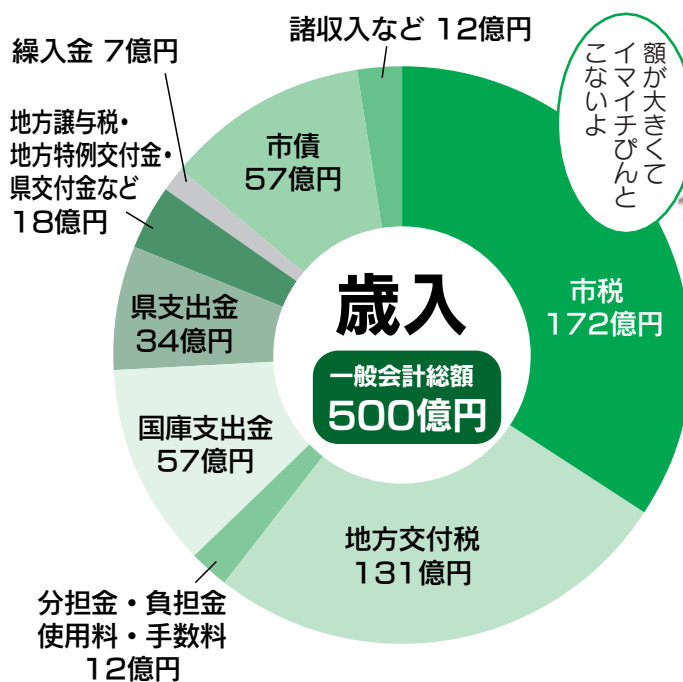 諸収入など 12億円
繰入金 7億円
額が大きくて
イマイチぴんと
こないよ
地方譲与税・
地方特例交付金・
県交付金など
18億円
市債
57億円
市税
172億円
歳入
一般会計総額
500億円
県支出金
34億円
国庫支出金
57億円
地方交付税
131億円
分担金・負担金
使用料・手数料
12億円